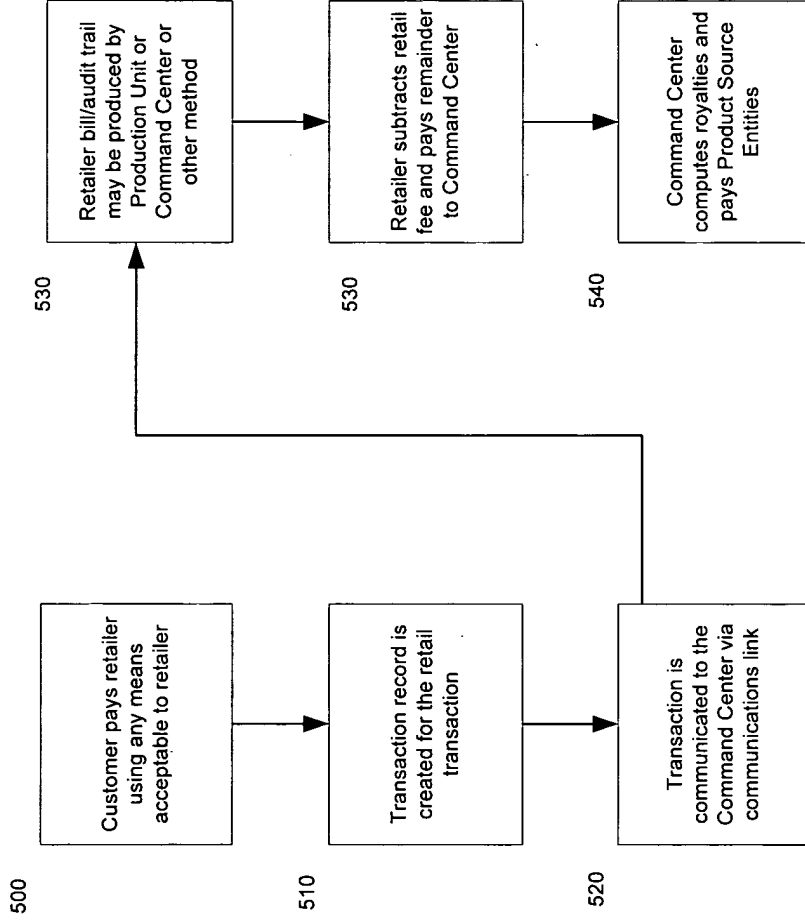 500
Customer pays retailer
using any means
acceptable to retailer
510
Transaction record is
created for the retail
transaction
520
Transaction is
communicated to the
Command Center via
communications link
530
Retailer bill/audit trail
may be produced by
Production Unit or
Command Center or
other method
530
Retailer subtracts retail
fee and pays remainder
to Command Center
540
Command Center
computes royalties and
pays Product Source
Entities